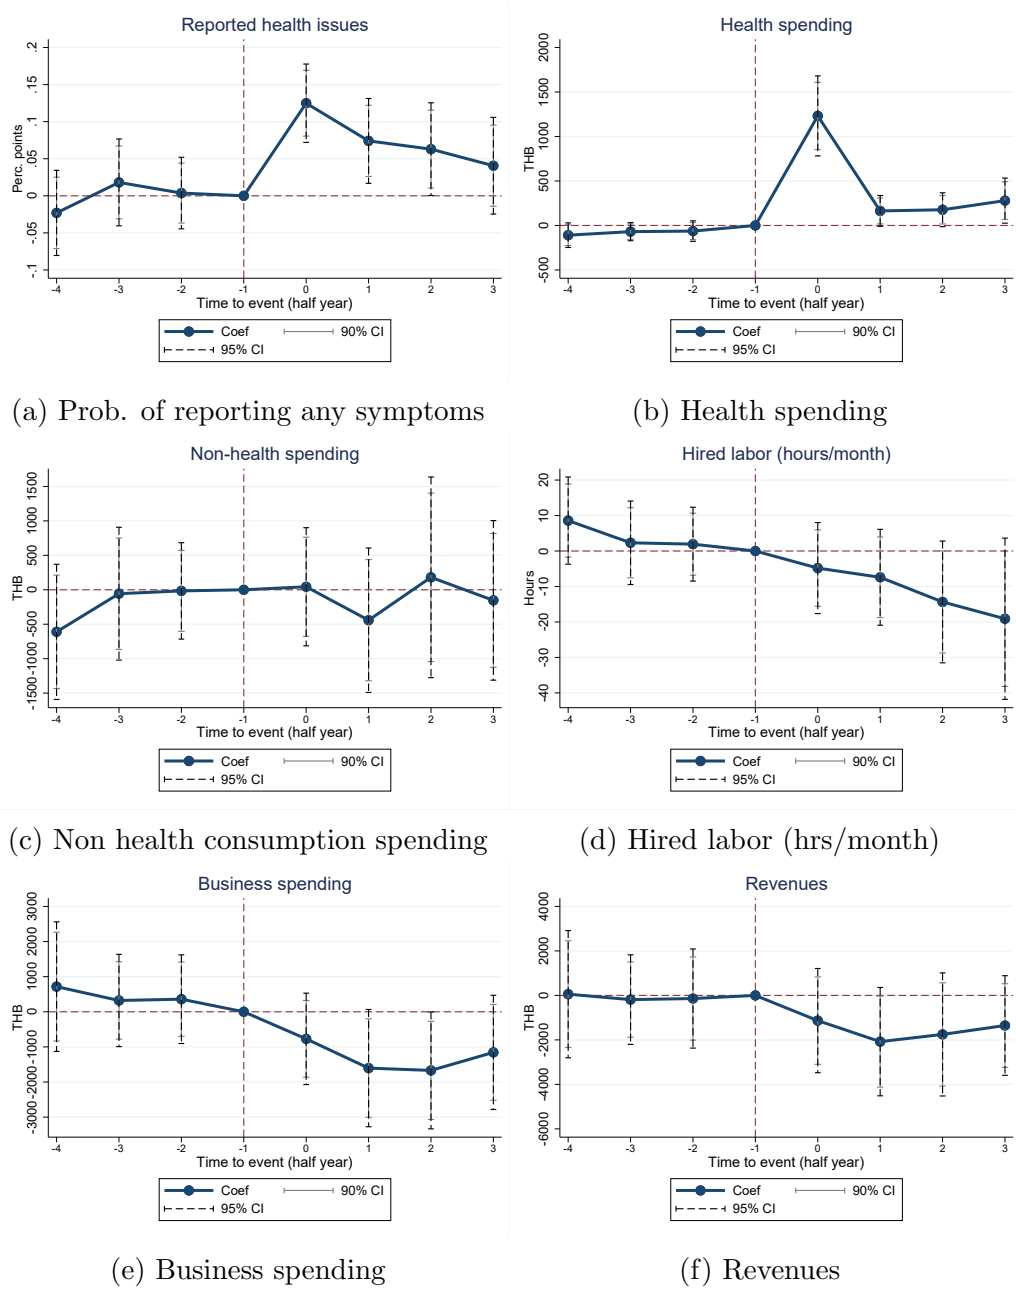 Reported health issues
Perc. points
.2
.15
.1
.05
0
-.05
-.1
-4 -3 -2 -1 0 1 2 3
Time to event (half year)
Coef 90% CI
95% CI
(a) Prob. of reporting any symptoms
Health spending
THB
2000
1500
1000
500
0
-500
-4 -3 -2 -1 0 1 2 3
Time to event (half year)
Coef 90% CI
95% CI
(b) Health spending
Non-health spending
THB
1500
1000
500
0
-500
-1000
-1500
-4 -3 -2 -1 0 1 2 3
Time to event (half year)
Coef 90% CI
95% CI
(c) Non health consumption spending
Hired labor (hours/month)
Hours
20
10
0
-10
-20
-30
-40
-4 -3 -2 -1 0 1 2 3
Time to event (half year)
Coef 90% CI
95% CI
(d) Hired labor (hrs/month)
Business spending
THB
3000
2000
1000
0
-1000
-2000
-3000
-4 -3 -2 -1 0 1 2 3
Time to event (half year)
Coef 90% CI
95% CI
(e) Business spending
Revenues
THB
4000
2000
0
-2000
-4000
-6000
-4 -3 -2 -1 0 1 2 3
Time to event (half year)
Coef 90% CI
95% CI
(f) Revenues